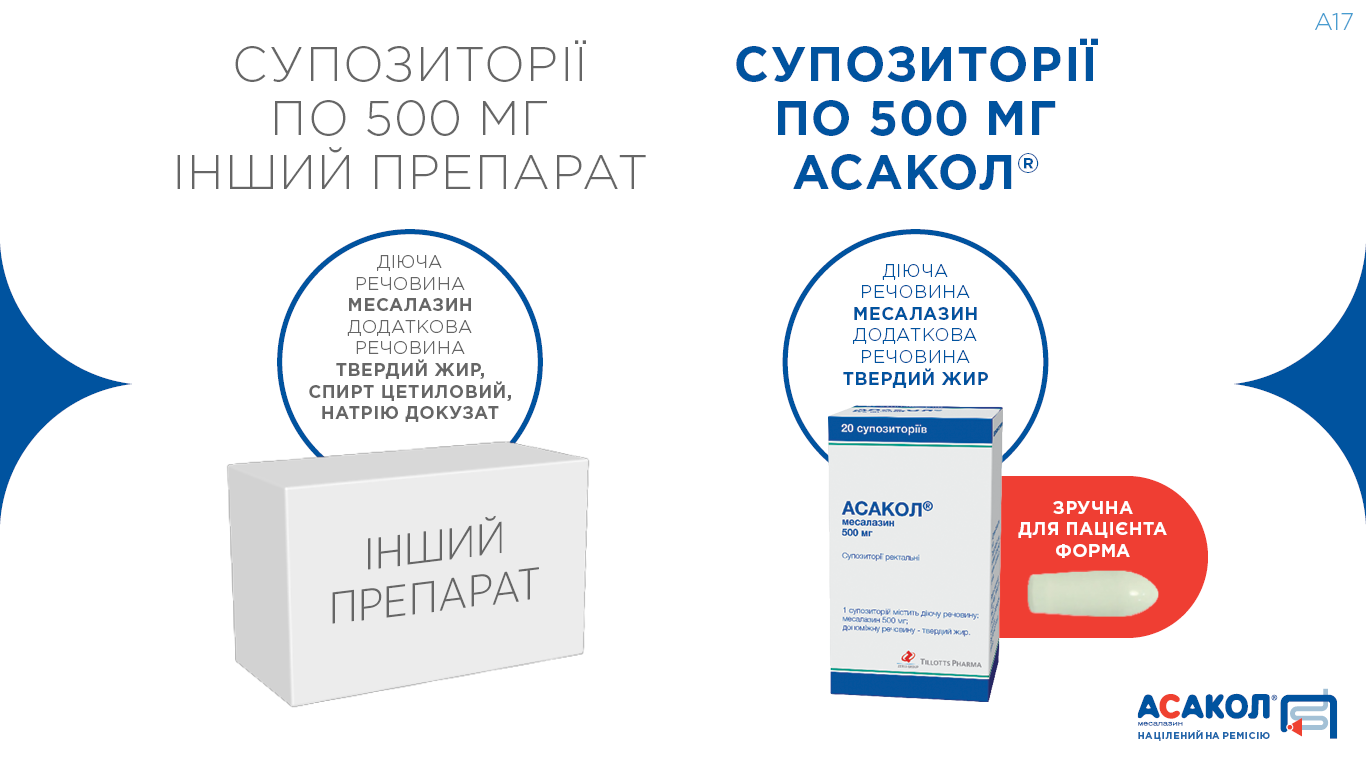 А17
СУПОЗИТОРІЇ
ПО 500 МГ
ІНШИЙ ПРЕПАРАТ
СУПОЗИТОРІЇ
ПО 500 МГ
АСАКОЛ®
ДІЮЧА
РЕЧОВИНА
МЕСАЛАЗИН
ДОДАТКОВА
РЕЧОВИНА
ТВЕРДИЙ ЖИР,
СПИРТ ЦЕТИЛОВИЙ,
НАТРІЮ ДОКУЗАТ
ДІЮЧА
РЕЧОВИНА
МЕСАЛАЗИН
ДОДАТКОВА
РЕЧОВИНА
ТВЕРДИЙ ЖИР
ІНШИЙ
ПРЕПАРАТ
20 супозиторіїв
АСАКОЛ®
месалазин
500 мг
Супозиторії ректальні
1 супозиторій містить діючу речовину:
месалазин 500 мг;
допоміжну речовину - твердий жир.
TILLOTTS PHARMA
ЗРУЧНА
ДЛЯ ПАЦІЄНТА
ФОРМА
АСАКОЛ®
месалазин
НАЦІЛЕНИЙ НА РЕМІСІЮ